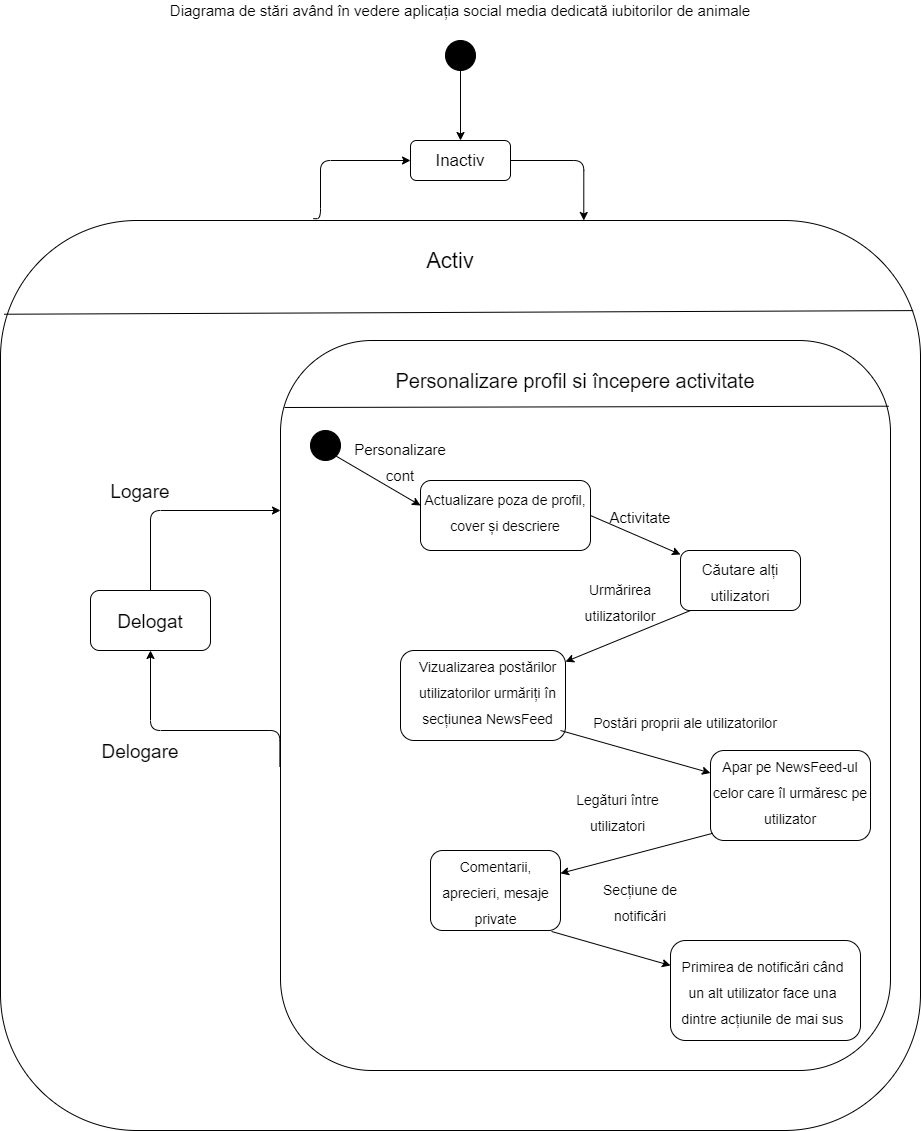 Diagrama de stări având în vedere aplicația social media dedicată iubitorilor de animale
Inactiv
Activ
Personalizare profil si începere activitate
Personalizare
cont
Actualizare poza de profil,
cover și descriere
Activitate
Căutare alți
utilizatori
Logare
Delogat
Delogare
Urmărirea
utilizatorilor
Vizualizarea postărilor
utilizatorilor urmăriți în
secțiunea NewsFeed
Postări proprii ale utilizatorilor
Apar pe NewsFeed-ul
celor care îl urmăresc pe
utilizator
Legături între
utilizatori
Comentarii,
aprecieri, mesaje
private
Secțiune de
notificări
Primirea de notificări când
un alt utilizator face una
dintre acțiunile de mai sus